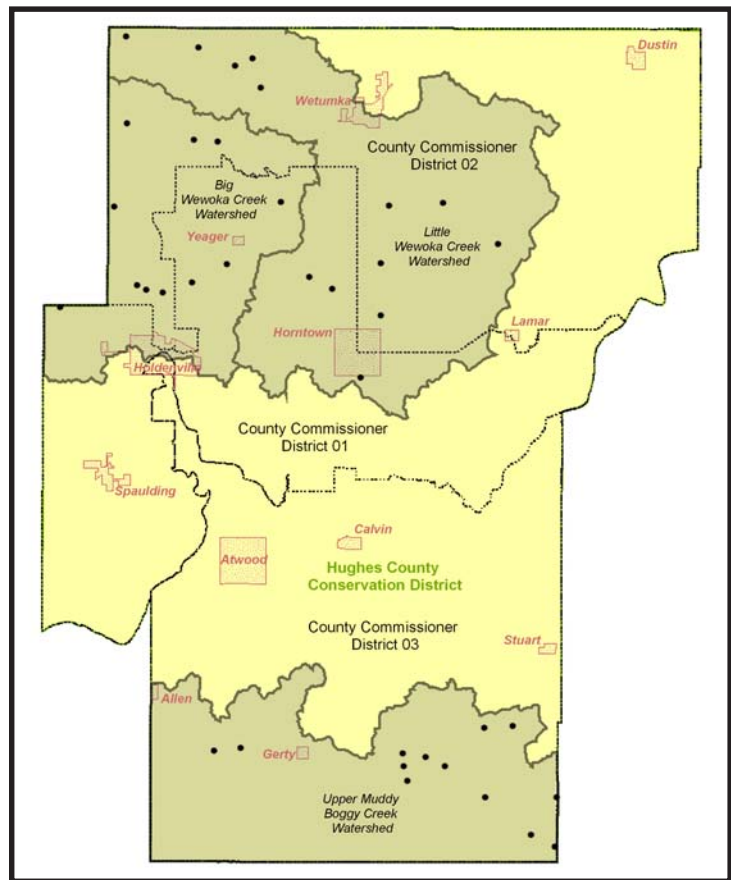 Dustin
Wetumka
County Commissioner
District 02
Big
Wewoka Creek
Watershed
Yeager
Little
Wewoka Creek
Watershed
Horntown
Lamar
Holdenville
County Commissioner
District 01
Spaulding
Calvin
Atwood
Hughes County
Conservation District
County Commissioner
District 03
Stuart
Allen
Gerty
Upper Muddy
Boggy Creek
Watershed